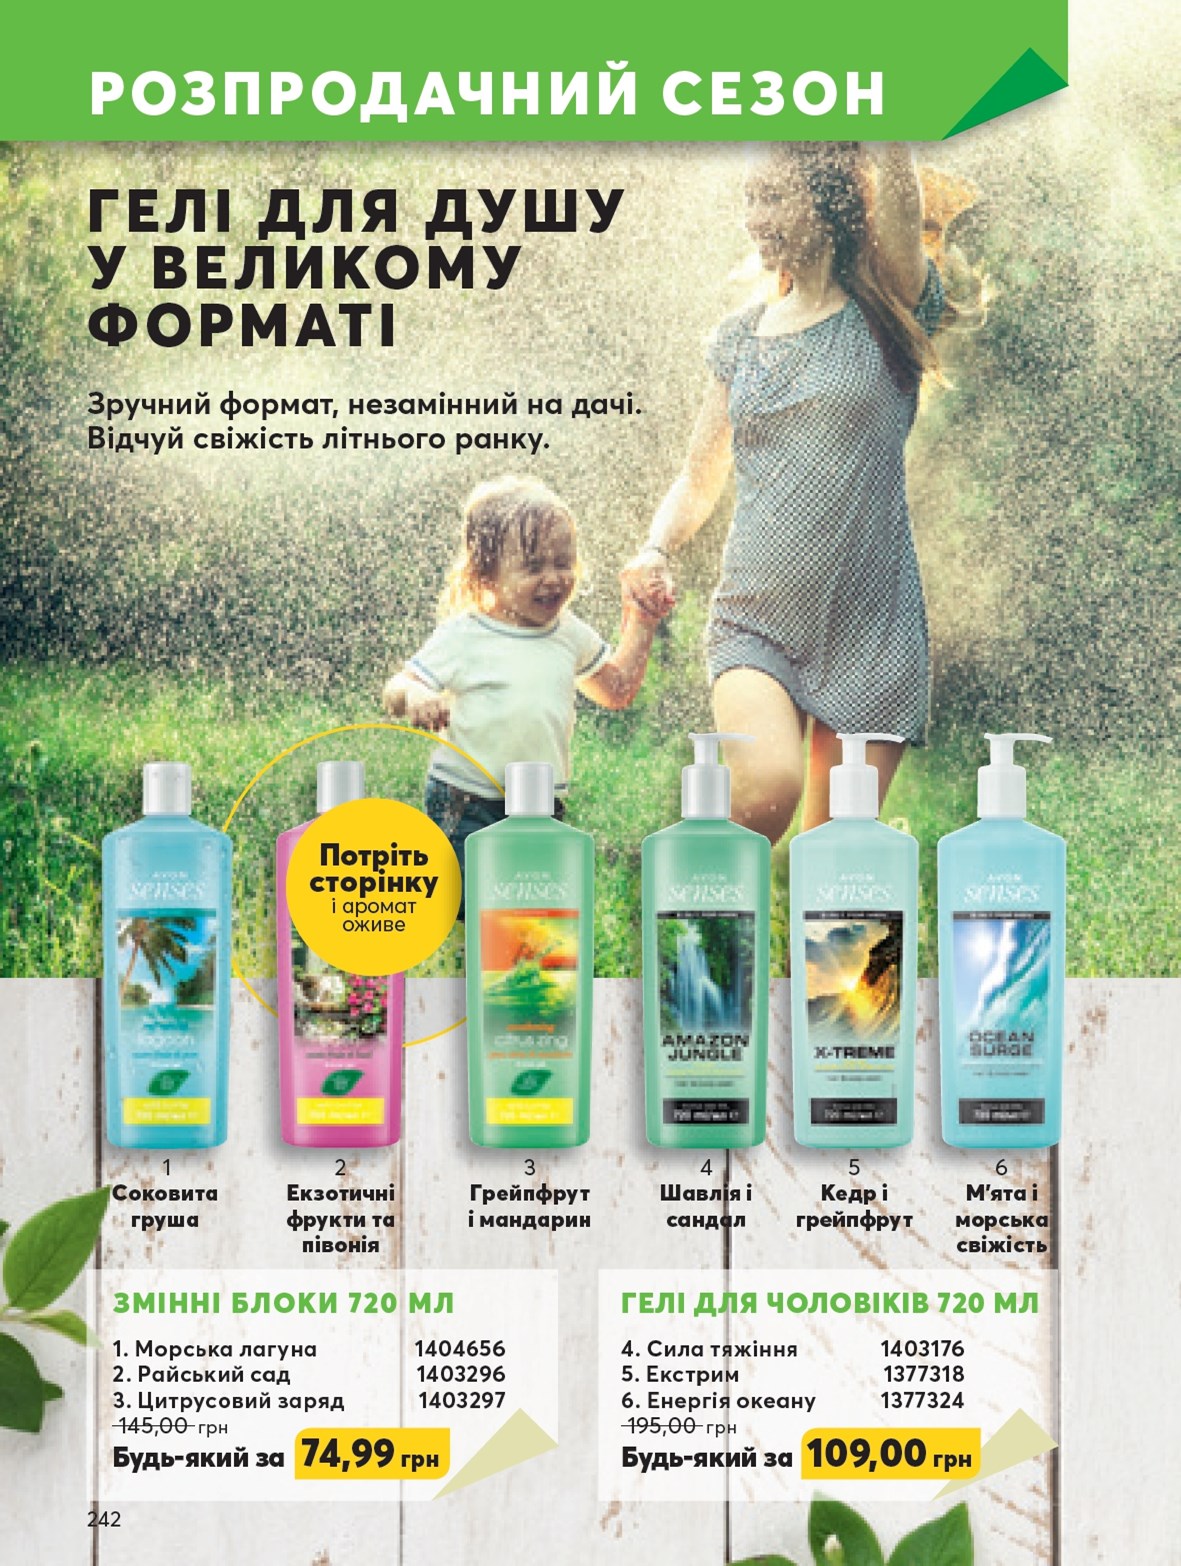 РОЗПРОДАЧНИЙ СЕЗОН
ГЕЛІ ДЛЯ ДУШУ
У ВЕЛИКОМУ
ФОРМАТІ
Зручний формат, незамінний на дачі.
Відчуй свіжість літнього ранку.
Потріть
сторінку
і аромат
оживе
AVON
senses
lagoon
AVON
senses
citrus zing
AVON
senses
AMAZON
JUNGLE
AVON
senses
X-TREME
AVON
senses
OCEAN
SURGE
1
Соковита
груша
2
Екзотичні
фрукти та
півонія
3
Грейпфрут
і мандарин
4
Шавлія і
сандал
5
Кедр і
грейпфрут
6
М'ята і
морська
свіжість
ЗМІННІ БЛОКИ 720 МЛ
1. Морська лагуна 1404656
2. Райський сад 1403296
3. Цитрусовий заряд 1403297
145,00 грн
Будь-який за 74,99 грн
ГЕЛІ ДЛЯ ЧОЛОВІКІВ 720 МЛ
4. Сила тяжіння 1403176
5. Екстрим 1377318
6. Енергія океану 1377324
195,00 грн
Будь-який за 109,00 грн
242